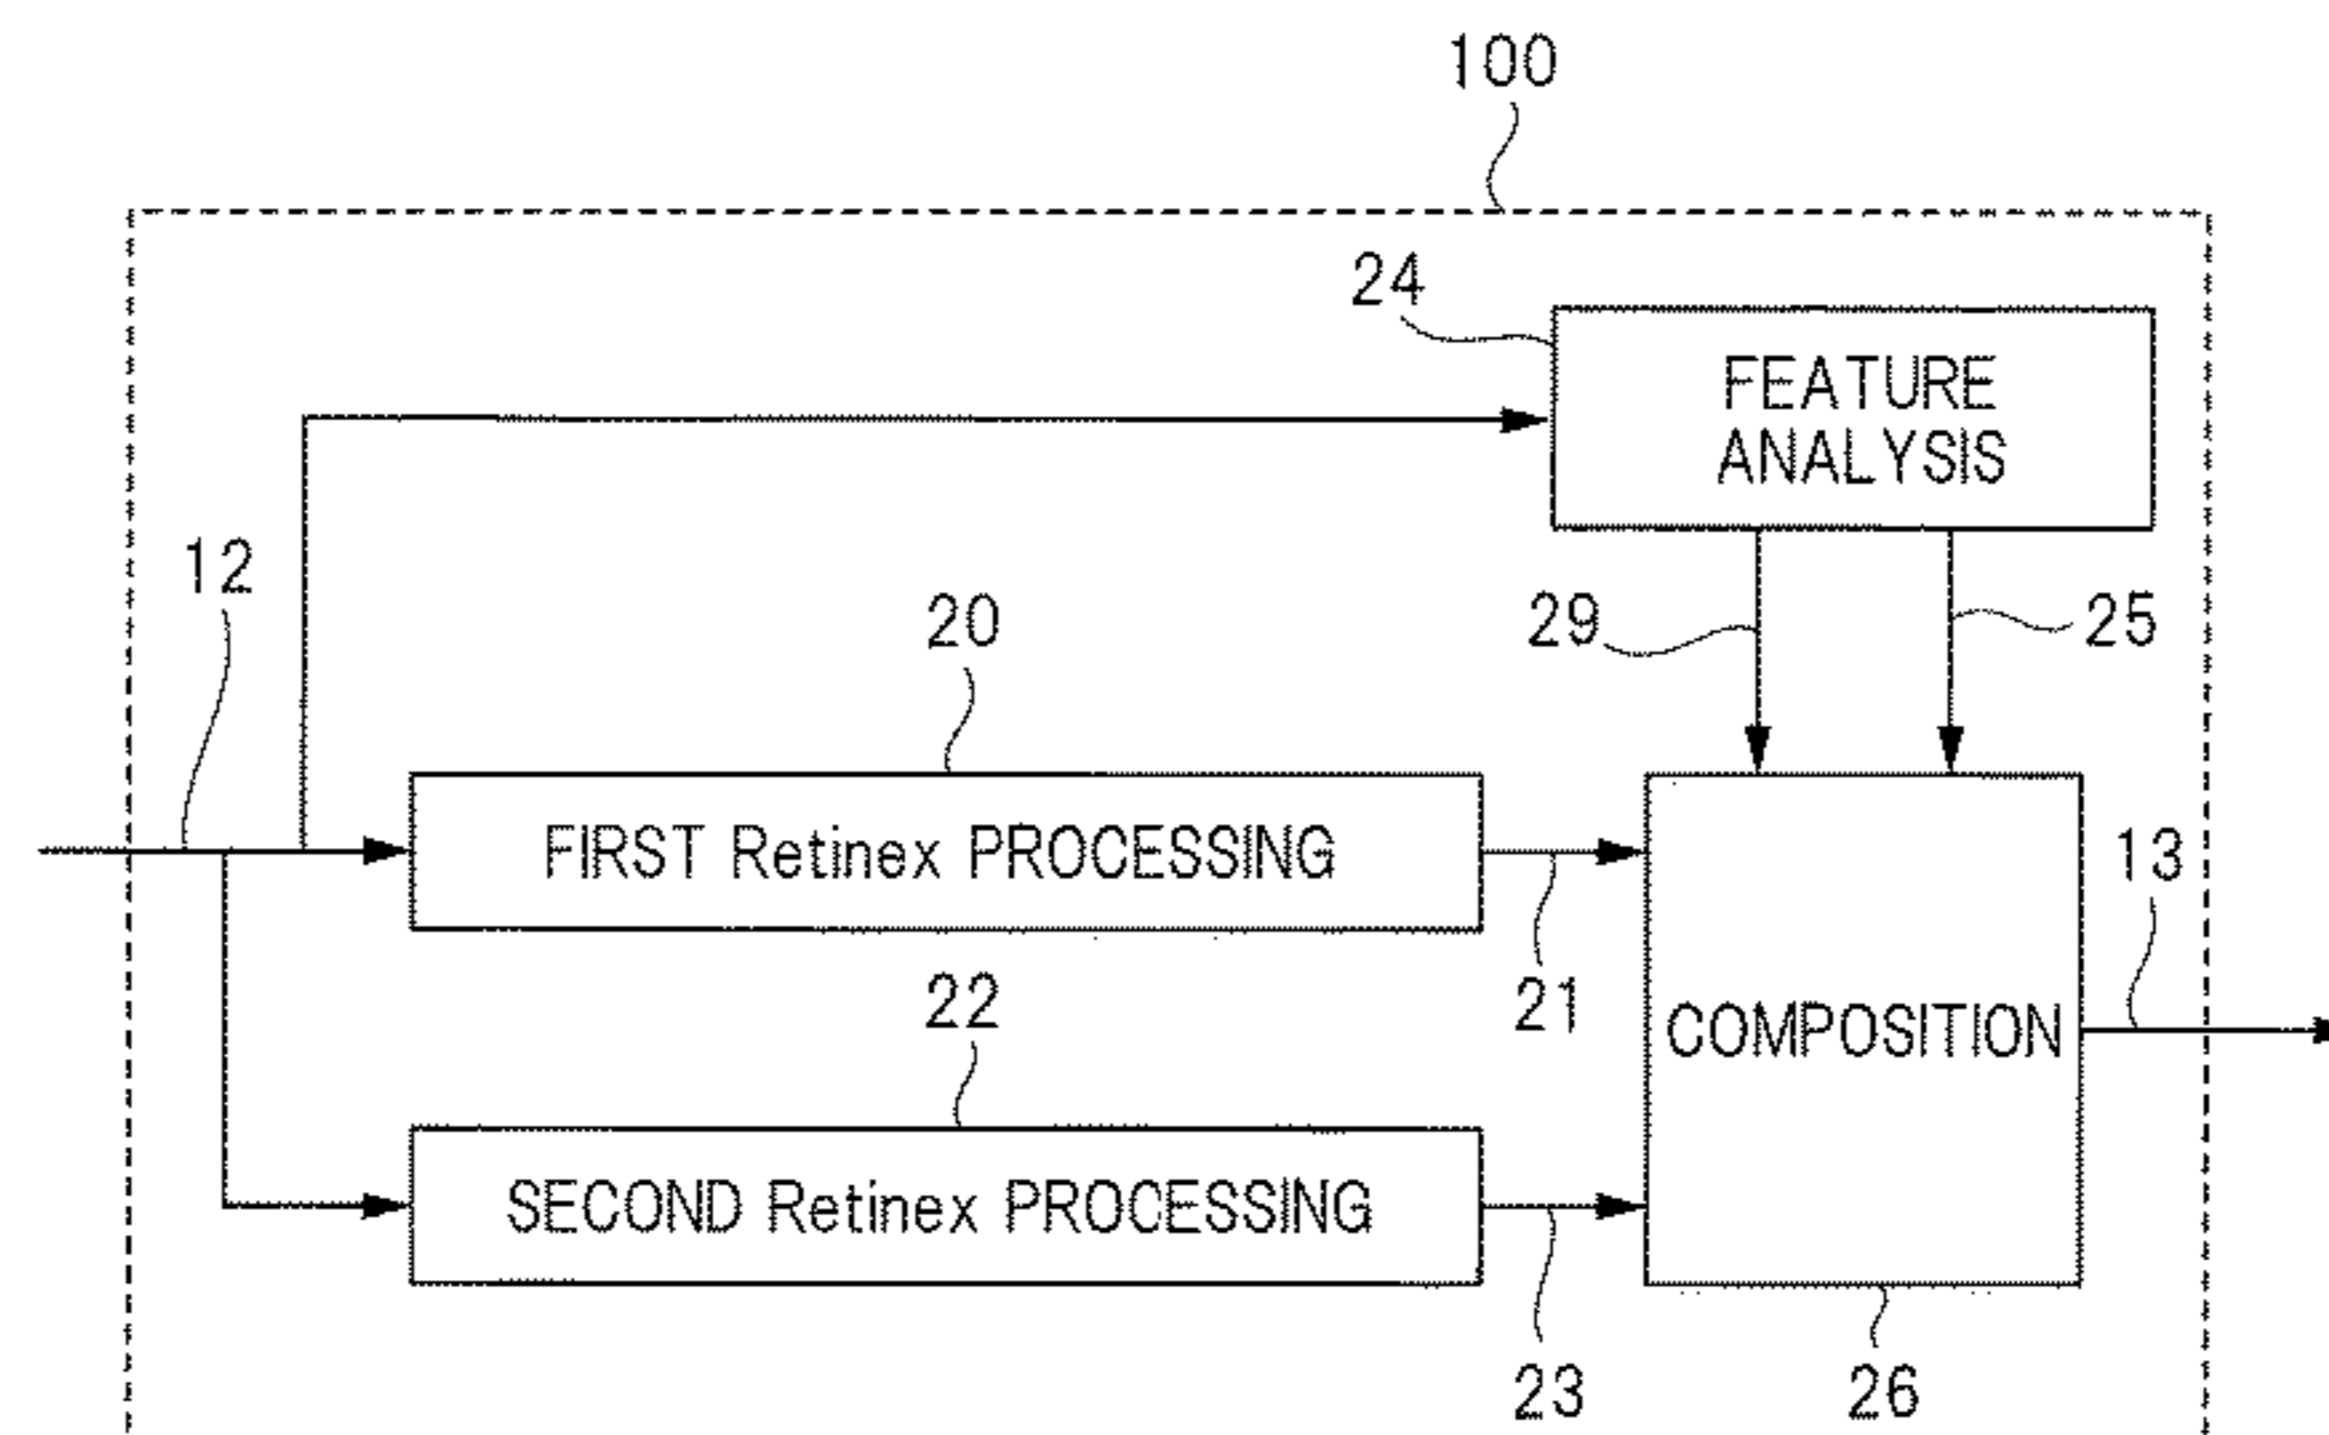 100
24
FEATURE
ANALYSIS
12
20
29
25
FIRST Retinex PROCESSING
13
22
21
COMPOSITION
SECOND Retinex PROCESSING
23
26